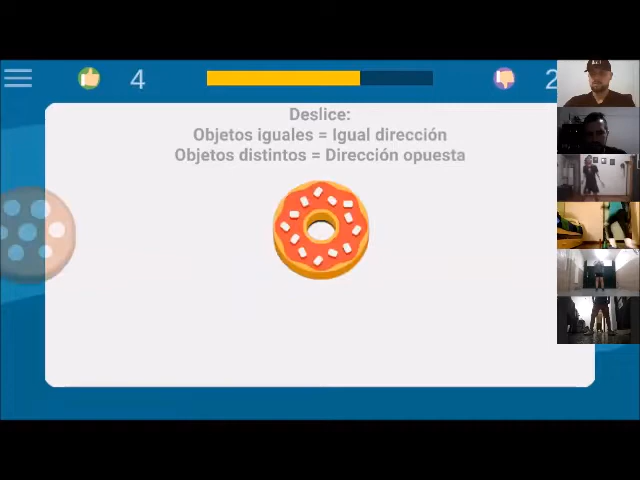 4
2
Deslice:
Objetos iguales = Igual dirección
Objetos distintos = Dirección opuesta